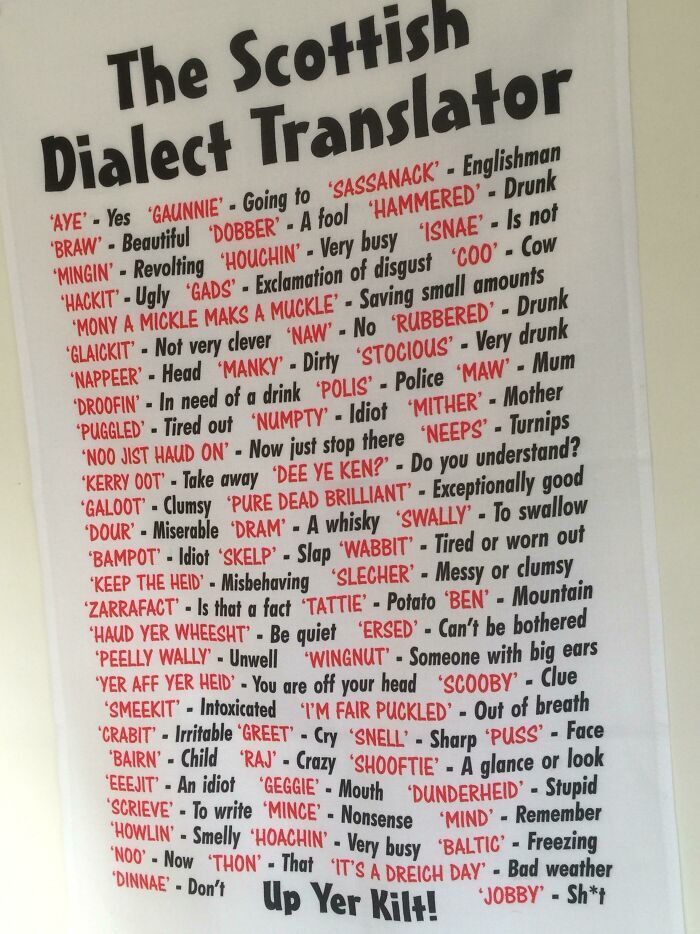 The Scottish
Dialect Translator
'AYE' - Yes 'GAUNNIE' - Going to 'SASSANACK' - Englishman
'BRAW' - Beautiful 'DOBBER' - A fool 'HAMMERED' - Drunk
'MINGIN' - Revolting 'HOUCHIN' - Very busy 'ISNAE' - Is not
'HACKIT' - Ugly 'GADS' - Exclamation of disgust 'COO' - Cow
'MONY A MICKLE MAKS A MUCKLE' - Saving small amounts
'GLAICKIT' - Not very clever 'NAW' - No 'RUBBERED' - Drunk
'NAPPEER' - Head 'MANKY' - Dirty 'STOCIOUS' - Very drunk
'DROOFIN' - In need of a drink 'POLIS' - Police 'MAW' - Mum
'PUGGLED' - Tired out 'NUMPTY' - Idiot 'MITHER' - Mother
'NOO JIST HAUD ON' - Now just stop there 'NEEPS' - Turnips
'KERRY OOT' - Take away 'DEE YE KEN?' - Do you understand?
'GALOOT' - Clumsy 'PURE DEAD BRILLIANT' - Exceptionally good
'DOUR' - Miserable 'DRAM' - A whisky 'SWALLY' - To swallow
'BAMPOT' - Idiot 'SKELP' - Slap 'WABBIT' - Tired or worn out
'KEEP THE HEID' - Misbehaving 'SLECHER' - Messy or clumsy
'ZARRAFACT' - Is that a fact 'TATTIE' - Potato 'BEN' - Mountain
'HAUD YER WHEESHT' - Be quiet 'ERSED' - Can't be bothered
'PEELLY WALLY' - Unwell 'WINGNUT' - Someone with big ears
'YER AFF YER HEID' - You are off your head 'SCOOBY' - Clue
'SMEEKIT' - Intoxicated 'I'M FAIR PUCKLED' - Out of breath
'CRABIT' - Irritable 'GREET' - Cry 'SNELL' - Sharp 'PUSS' - Face
'BAIRN' - Child 'RAJ' - Crazy 'SHOOFTIE' - A glance or look
'EEEJIT' - An idiot 'GEGGIE' - Mouth 'DUNDERHEID' - Stupid
'SCRIEVE' - To write 'MINCE' - Nonsense 'MIND' - Remember
'HOWLIN' - Smelly 'HOACHIN' - Very busy 'BALTIC' - Freezing
'NOO' - Now 'THON' - That 'IT'S A DREICH DAY' - Bad weather
'DINNAE' - Don't Up Yer Kilt! 'JOBBY' - Sh*t